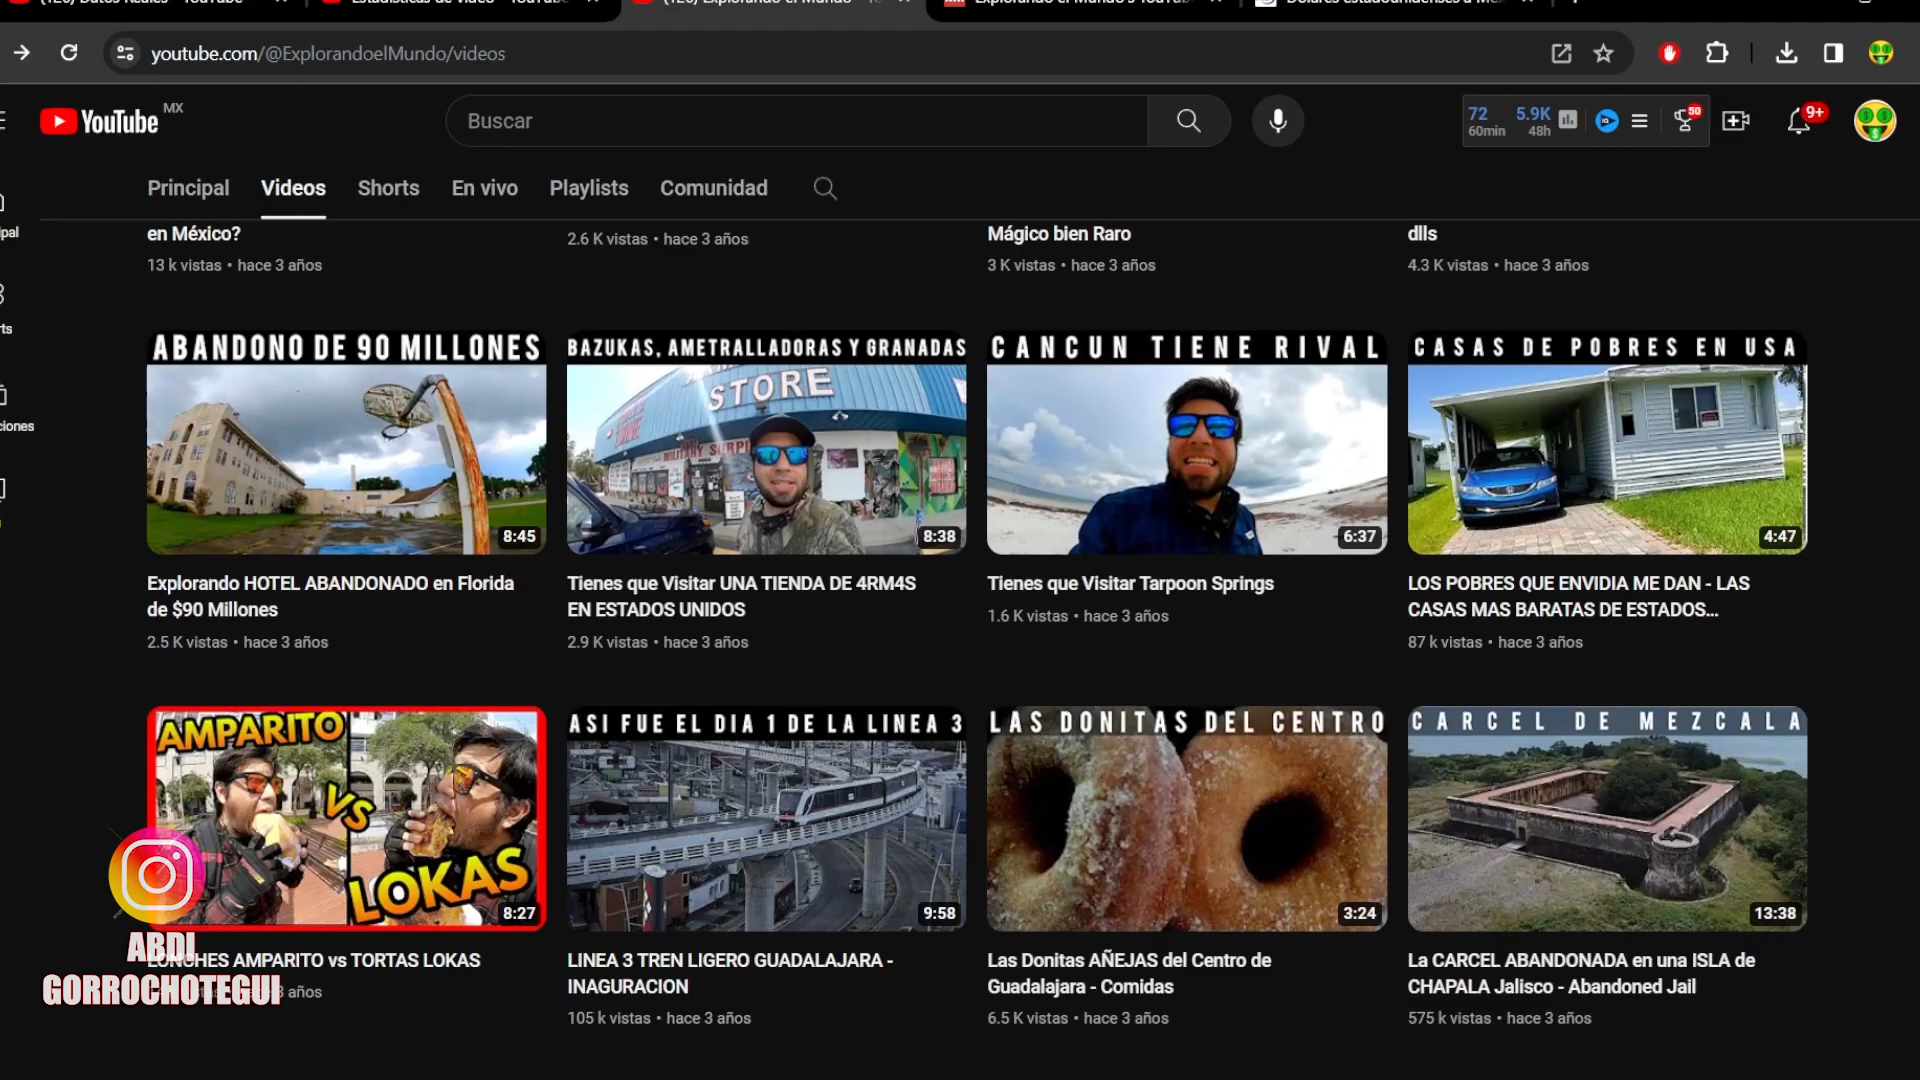 youtube.com/@ExplorandoelMundo/videos
YouTube MX
Buscar
72
60min
5.9K
48h
50
9+
Principal
Videos
Shorts
En vivo
Playlists
Comunidad
en México?
13 k vistas • hace 3 años
2.6 K vistas • hace 3 años
Mágico bien Raro
3 K vistas • hace 3 años
dlls
4.3 K vistas • hace 3 años
ABANDONO DE 90 MILLONES
8:45
Explorando HOTEL ABANDONADO en Florida
de $90 Millones
2.5 K vistas • hace 3 años
BAZUKAS, AMETRALLADORAS Y GRANADAS
STORE
8:38
Tienes que Visitar UNA TIENDA DE 4RM4S
EN ESTADOS UNIDOS
2.9 K vistas • hace 3 años
CANCUN TIENE RIVAL
6:37
Tienes que Visitar Tarpoon Springs
1.6 K vistas • hace 3 años
CASAS DE POBRES EN USA
4:47
LOS POBRES QUE ENVIDIA ME DAN - LAS
CASAS MAS BARATAS DE ESTADOS...
87 k vistas • hace 3 años
AMPARITO
VS
LOKAS
8:27
LONCHES AMPARITO vs TORTAS LOKAS
3 años
ASI FUE EL DIA 1 DE LA LINEA 3
9:58
LINEA 3 TREN LIGERO GUADALAJARA -
INAGURACION
105 k vistas • hace 3 años
LAS DONITAS DEL CENTRO
3:24
Las Donitas AÑEJAS del Centro de
Guadalajara - Comidas
6.5 K vistas • hace 3 años
CARCEL DE MEZCALA
13:38
La CARCEL ABANDONADA en una ISLA de
CHAPALA Jalisco - Abandoned Jail
575 k vistas • hace 3 años
ABDI
GORROCHOTEGUI